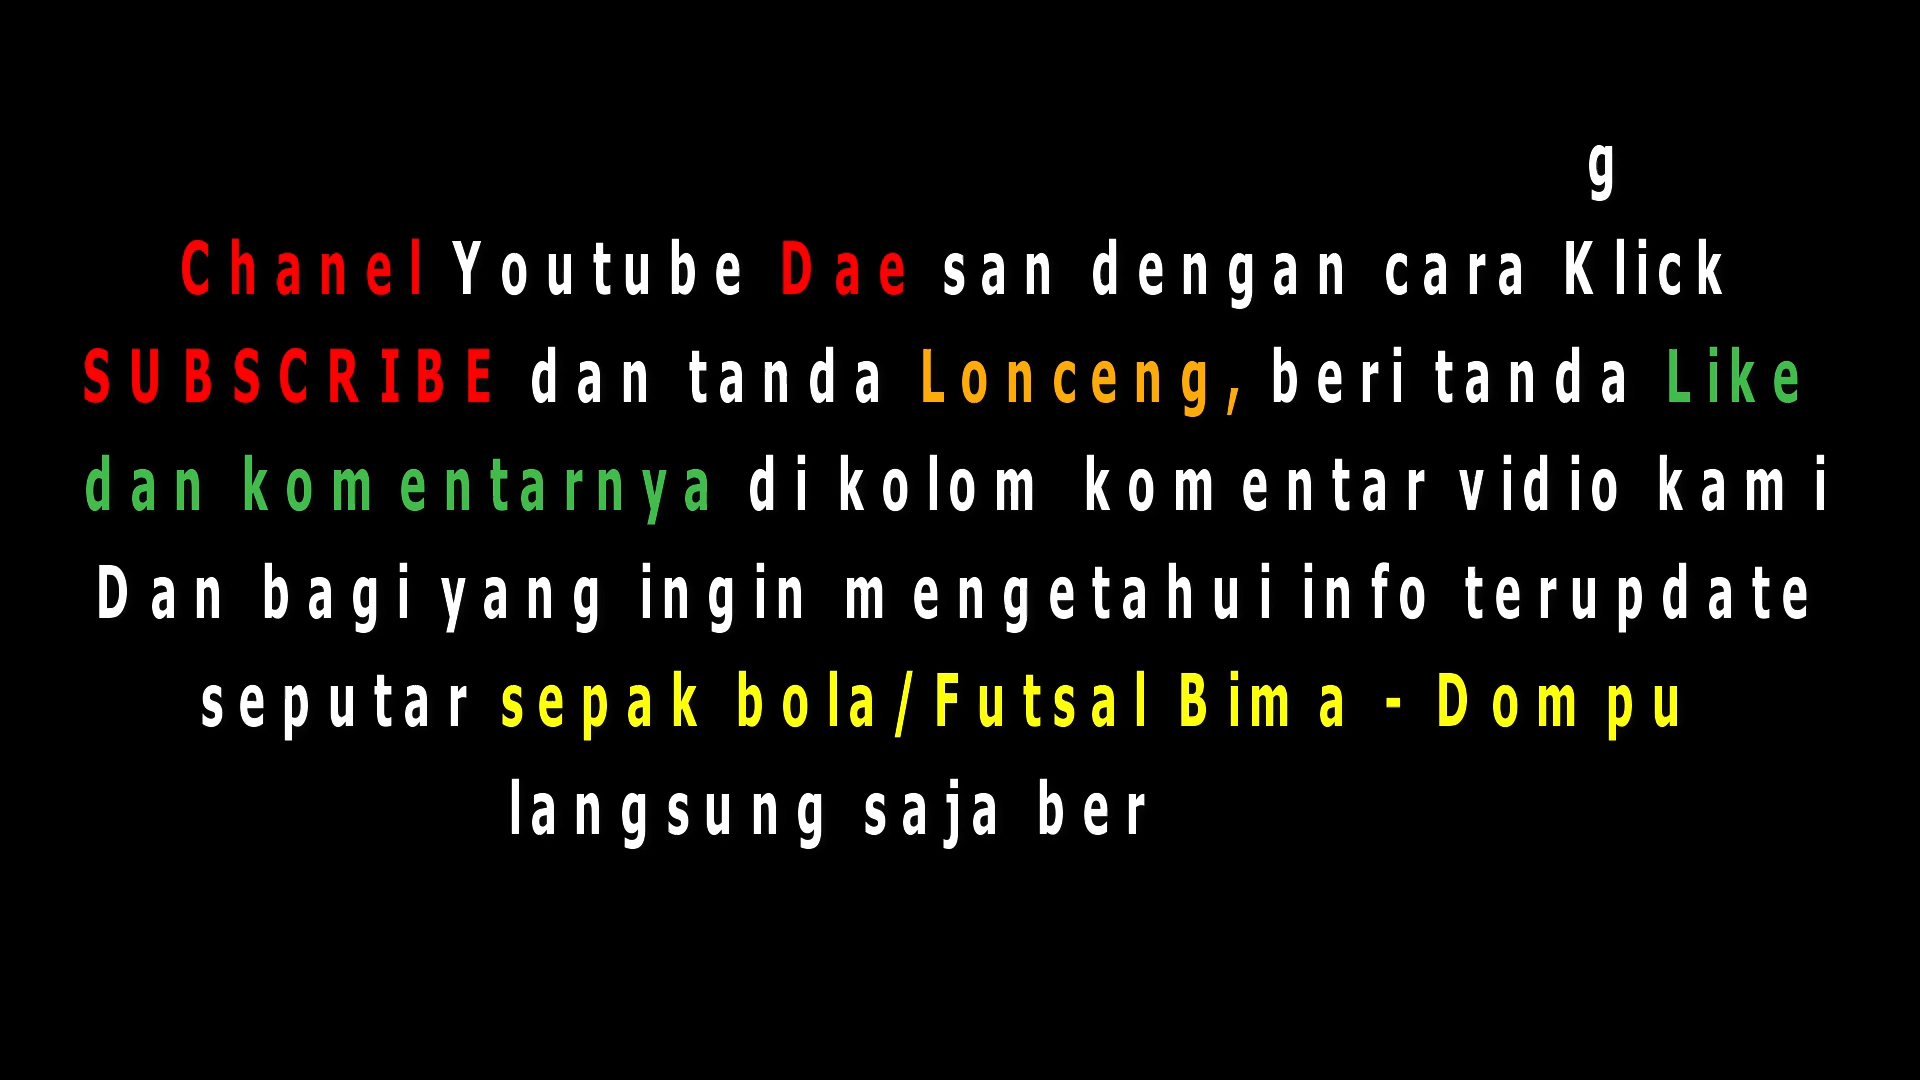 g
Chanel Youtube Dae san dengan cara Klick
SUBSCRIBE dan tanda Lonceng, beri tanda Like
dan komentarnya di kolom komentar vidio kami
Dan bagi yang ingin mengetahui info terupdate
seputar sepak bola/Futsal Bima - Dompu
langsung saja ber